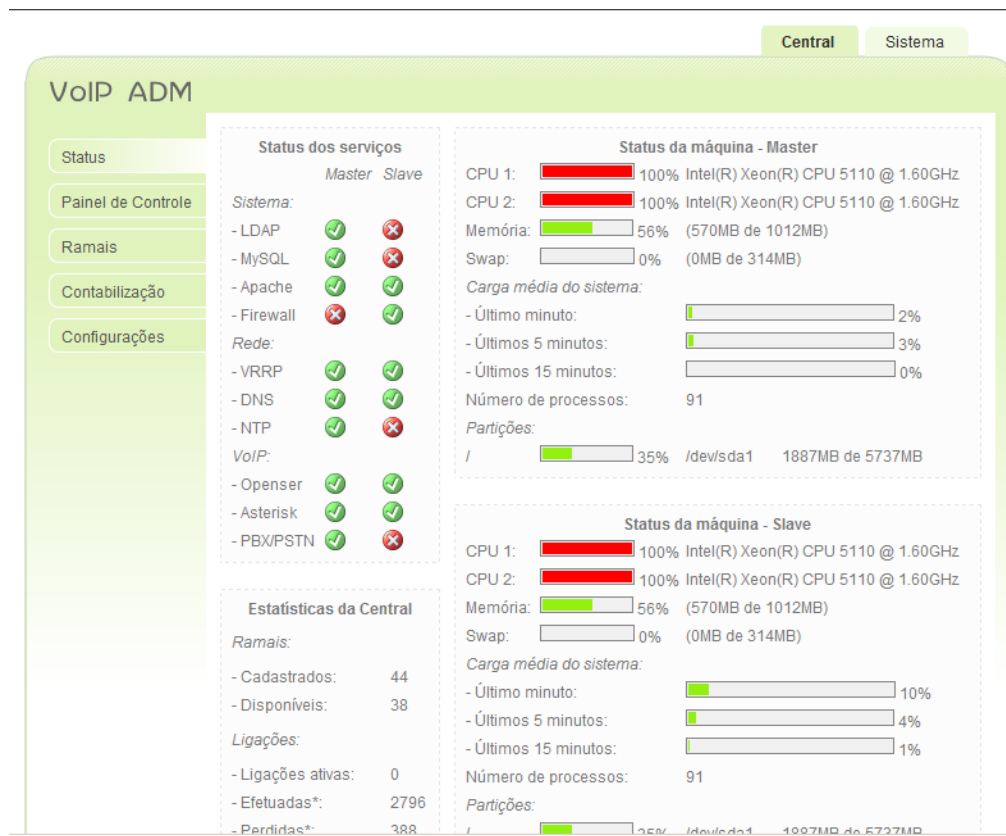 Central Sistema
VoIP ADM
Status
Painel de Controle
Ramais
Contabilização
Configurações
Status dos serviços
Master Slave
Sistema:
- LDAP
- MySQL
- Apache
- Firewall
Rede:
- VRRP
- DNS
- NTP
VoIP:
- Openser
- Asterisk
- PBX/PSTN
Estatísticas da Central
Ramais:
- Cadastrados: 44
- Disponíveis: 38
Ligações:
- Ligações ativas: 0
- Efetuadas*: 2796
- Perdidas*: 388
Status da máquina - Master
CPU 1: 100% Intel(R) Xeon(R) CPU 5110 @ 1.60GHz
CPU 2: 100% Intel(R) Xeon(R) CPU 5110 @ 1.60GHz
Memória: 56% (570MB de 1012MB)
Swap: 0% (0MB de 314MB)
Carga média do sistema:
- Último minuto: 2%
- Últimos 5 minutos: 3%
- Últimos 15 minutos: 0%
Número de processos: 91
Partições:
/ 35% /dev/sda1 1887MB de 5737MB
Status da máquina - Slave
CPU 1: 100% Intel(R) Xeon(R) CPU 5110 @ 1.60GHz
CPU 2: 100% Intel(R) Xeon(R) CPU 5110 @ 1.60GHz
Memória: 56% (570MB de 1012MB)
Swap: 0% (0MB de 314MB)
Carga média do sistema:
- Último minuto: 10%
- Últimos 5 minutos: 4%
- Últimos 15 minutos: 1%
Número de processos: 91
Partições:
/ 35% /dev/sda1 1887MB de 5737MB